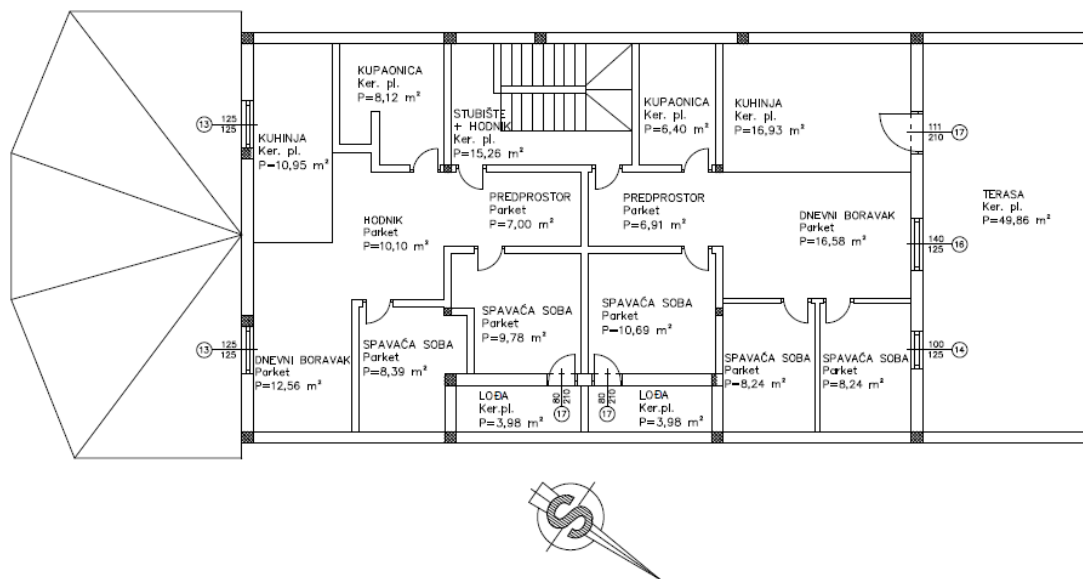 KUPAONICA
Ker. pl.
P=8,12 m²
STUBIŠTE
+ HODNIK
Ker. pl.
P=15,26 m²
KUPAONICA
Ker. pl.
P=6,40 m²
KUHINJA
Ker. pl.
P=16,93 m²
13 125
125
KUHINJA
Ker. pl.
P=10,95 m²
111
210 17
HODNIK
Parket
P=10,10 m²
PREDPROSTOR
Parket
P=7,00 m²
PREDPROSTOR
Parket
P=6,91 m²
DNEVNI BORAVAK
Parket
P=16,58 m²
TERASA
Ker. pl.
P=49,86 m²
140
125 16
13 125
125
DNEVNI BORAVAK
Parket
P=12,56 m²
SPAVAĆA SOBA
Parket
P=8,39 m²
SPAVAĆA SOBA
Parket
P=9,78 m²
SPAVAĆA SOBA
Parket
P=10,69 m²
SPAVAĆA SOBA
Parket
P=8,24 m²
SPAVAĆA SOBA
Parket
P=8,24 m²
100
125 14
LOĐA
Ker.pl.
P=3,98 m²
80
210
17
80
210
17
LOĐA
Ker.pl.
P=3,98 m²
S